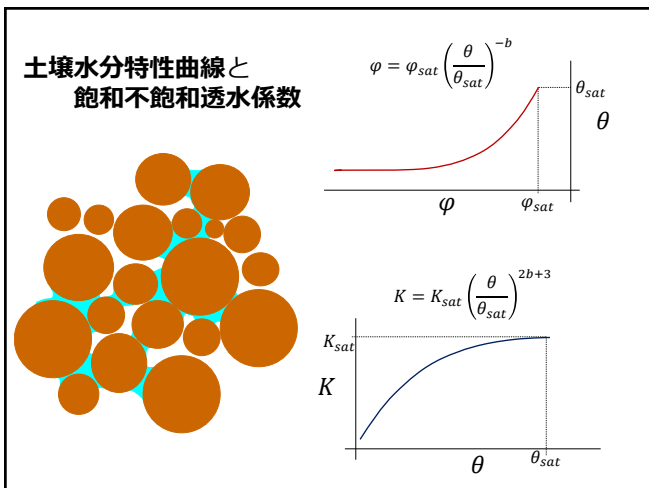 土壌水分特性曲線と
飽和不飽和透水係数
φ = φ_sat (θ/θ_sat)^{-b}
θ_sat
θ
φ
φ_sat
K = K_sat (θ/θ_sat)^{2b+3}
K_sat
K
θ
θ_sat